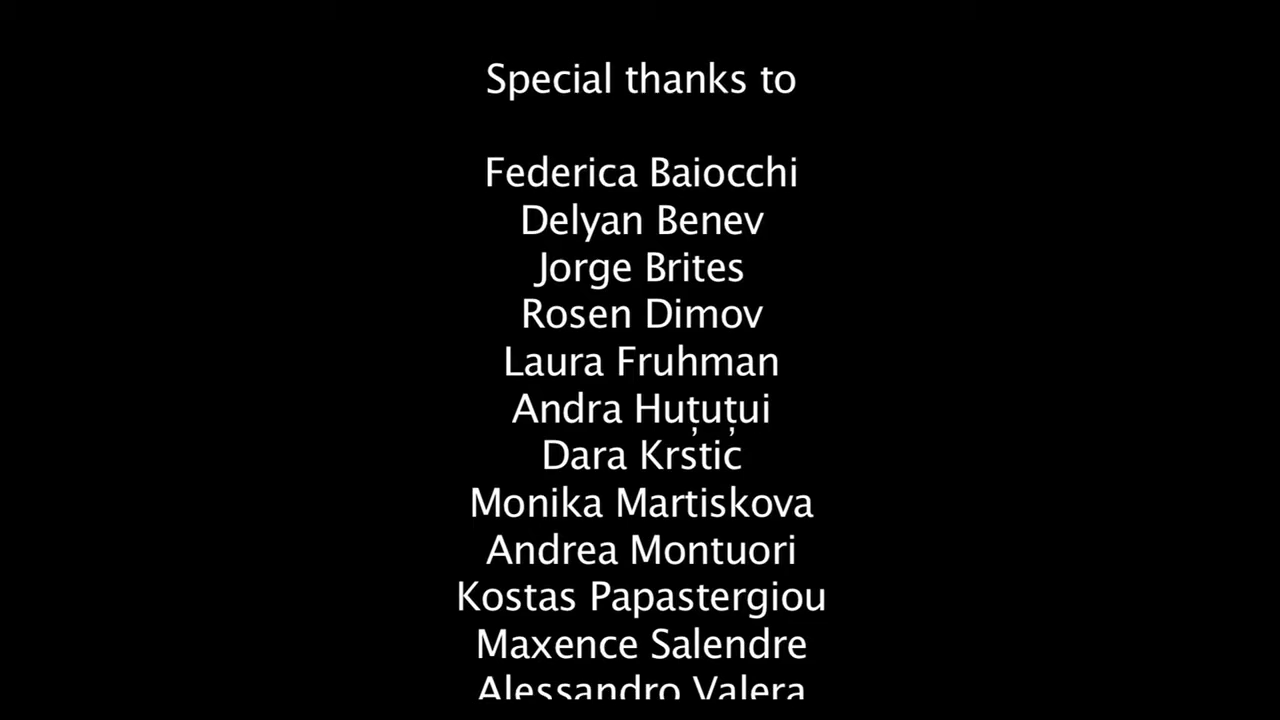 Special thanks to
Federica Baiocchi
Delyan Benev
Jorge Brites
Rosen Dimov
Laura Fruhman
Andra Huțuțui
Dara Krstic
Monika Martiskova
Andrea Montuori
Kostas Papastergiou
Maxence Salendre
Alessandro Valera